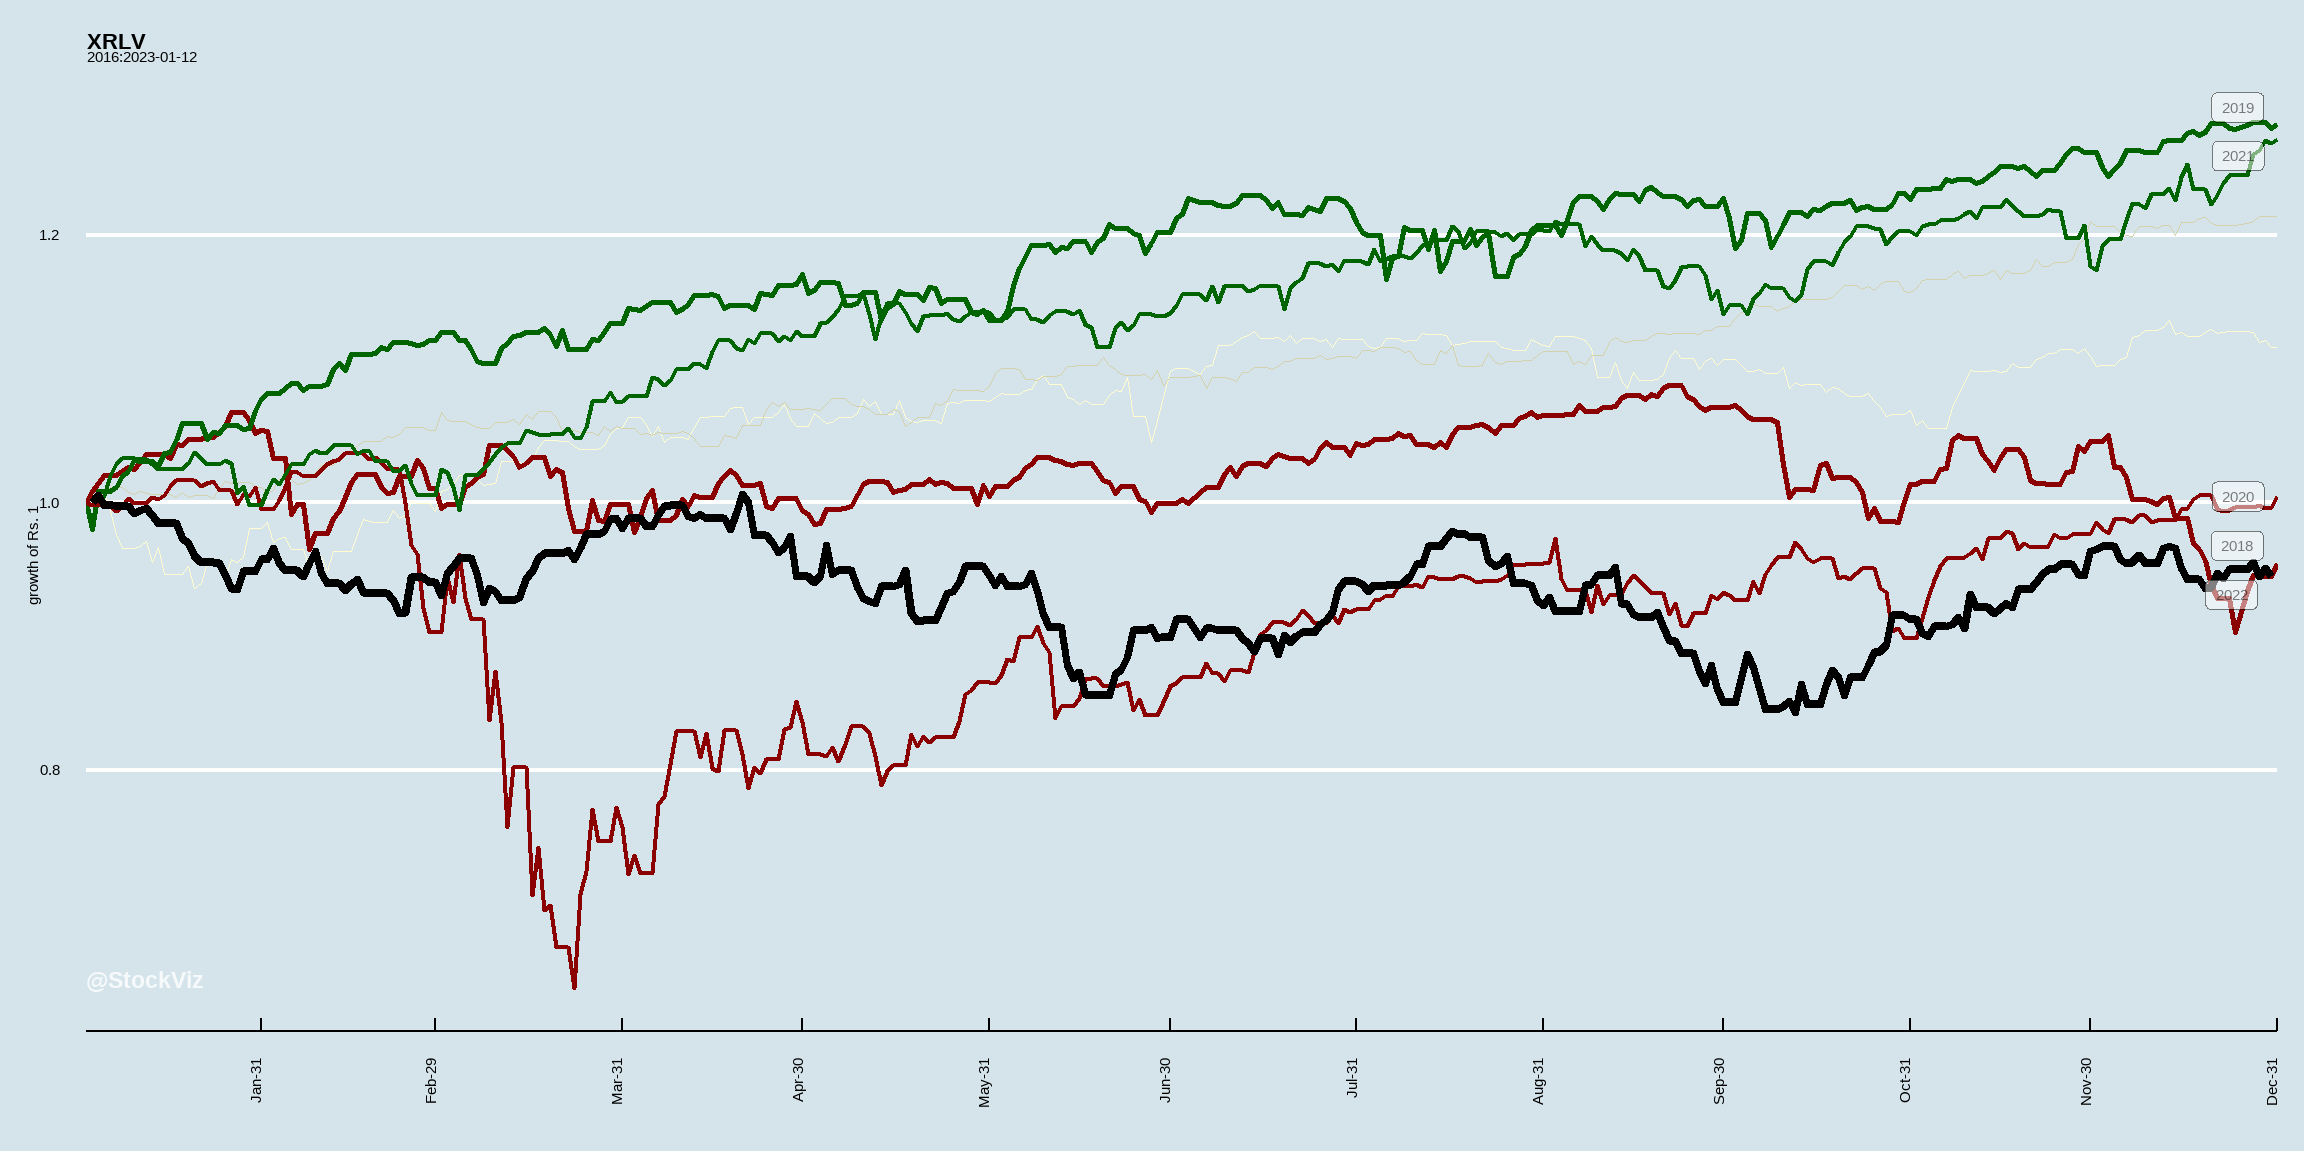 XRLV
2016:2023-01-12
2019
2021
1.2
1.0
2020
growth of Rs. 1
2018
2022
0.8
@StockViz
Jan-31
Feb-29
Mar-31
Apr-30
May-31
Jun-30
Jul-31
Aug-31
Sep-30
Oct-31
Nov-30
Dec-31